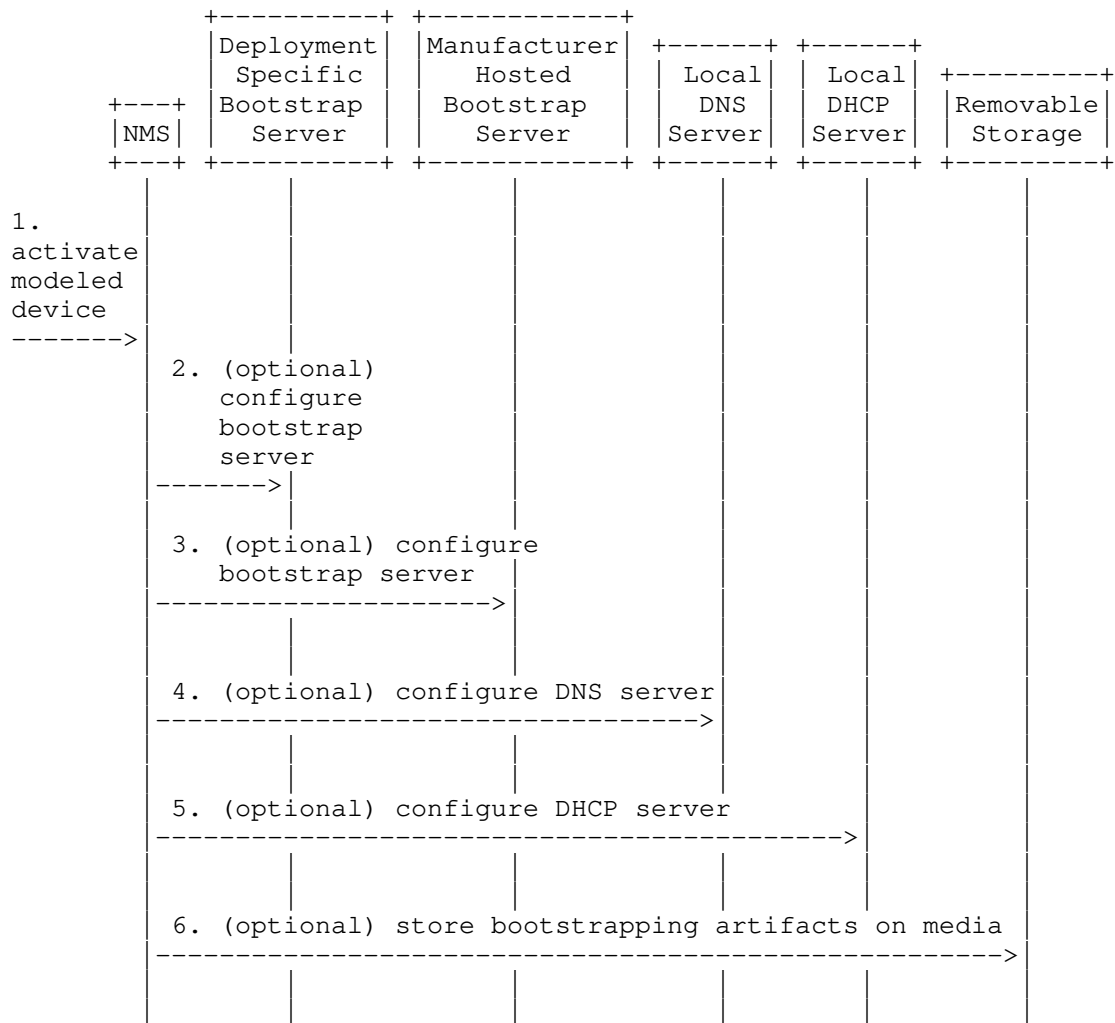 Deployment Manufacturer
Specific Hosted Local Local
Bootstrap Bootstrap DNS DHCP Removable
NMS Server Server Server Server Storage
1.
activate
modeled
device
2. (optional)
configure
bootstrap
server
3. (optional) configure
bootstrap server
4. (optional) configure DNS server
5. (optional) configure DHCP server
6. (optional) store bootstrapping artifacts on media